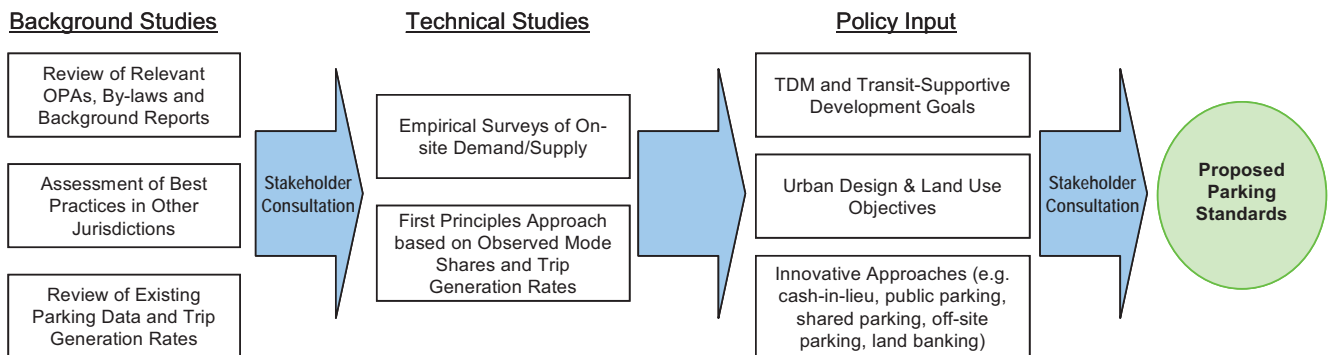 Background Studies
Review of Relevant
OPAs, By-laws and
Background Reports
Assessment of Best
Practices in Other
Jurisdictions
Review of Existing
Parking Data and Trip
Generation Rates
Stakeholder
Consultation
Technical Studies
Empirical Surveys of On-
site Demand/Supply
First Principles Approach
based on Observed Mode
Shares and Trip
Generation Rates
Policy Input
TDM and Transit-Supportive
Development Goals
Urban Design & Land Use
Objectives
Innovative Approaches (e.g.
cash-in-lieu, public parking,
shared parking, off-site
parking, land banking)
Stakeholder
Consultation
Proposed
Parking
Standards